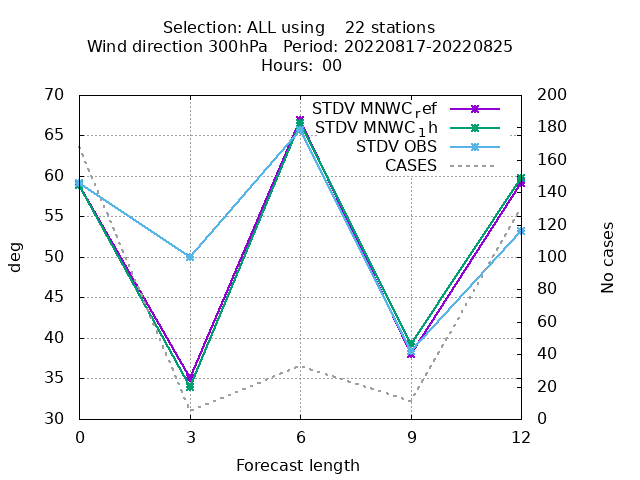 Selection: ALL using    22 stations
Wind direction 300hPa   Period: 20220817-20220825
Hours: 00
STDV MNWCref
STDV MNWC1h
STDV OBS
CASES
70
65
60
55
50
45
40
35
30
200
180
160
140
120
100
80
60
40
20
0
deg
No cases
0 3 6 9 12
Forecast length